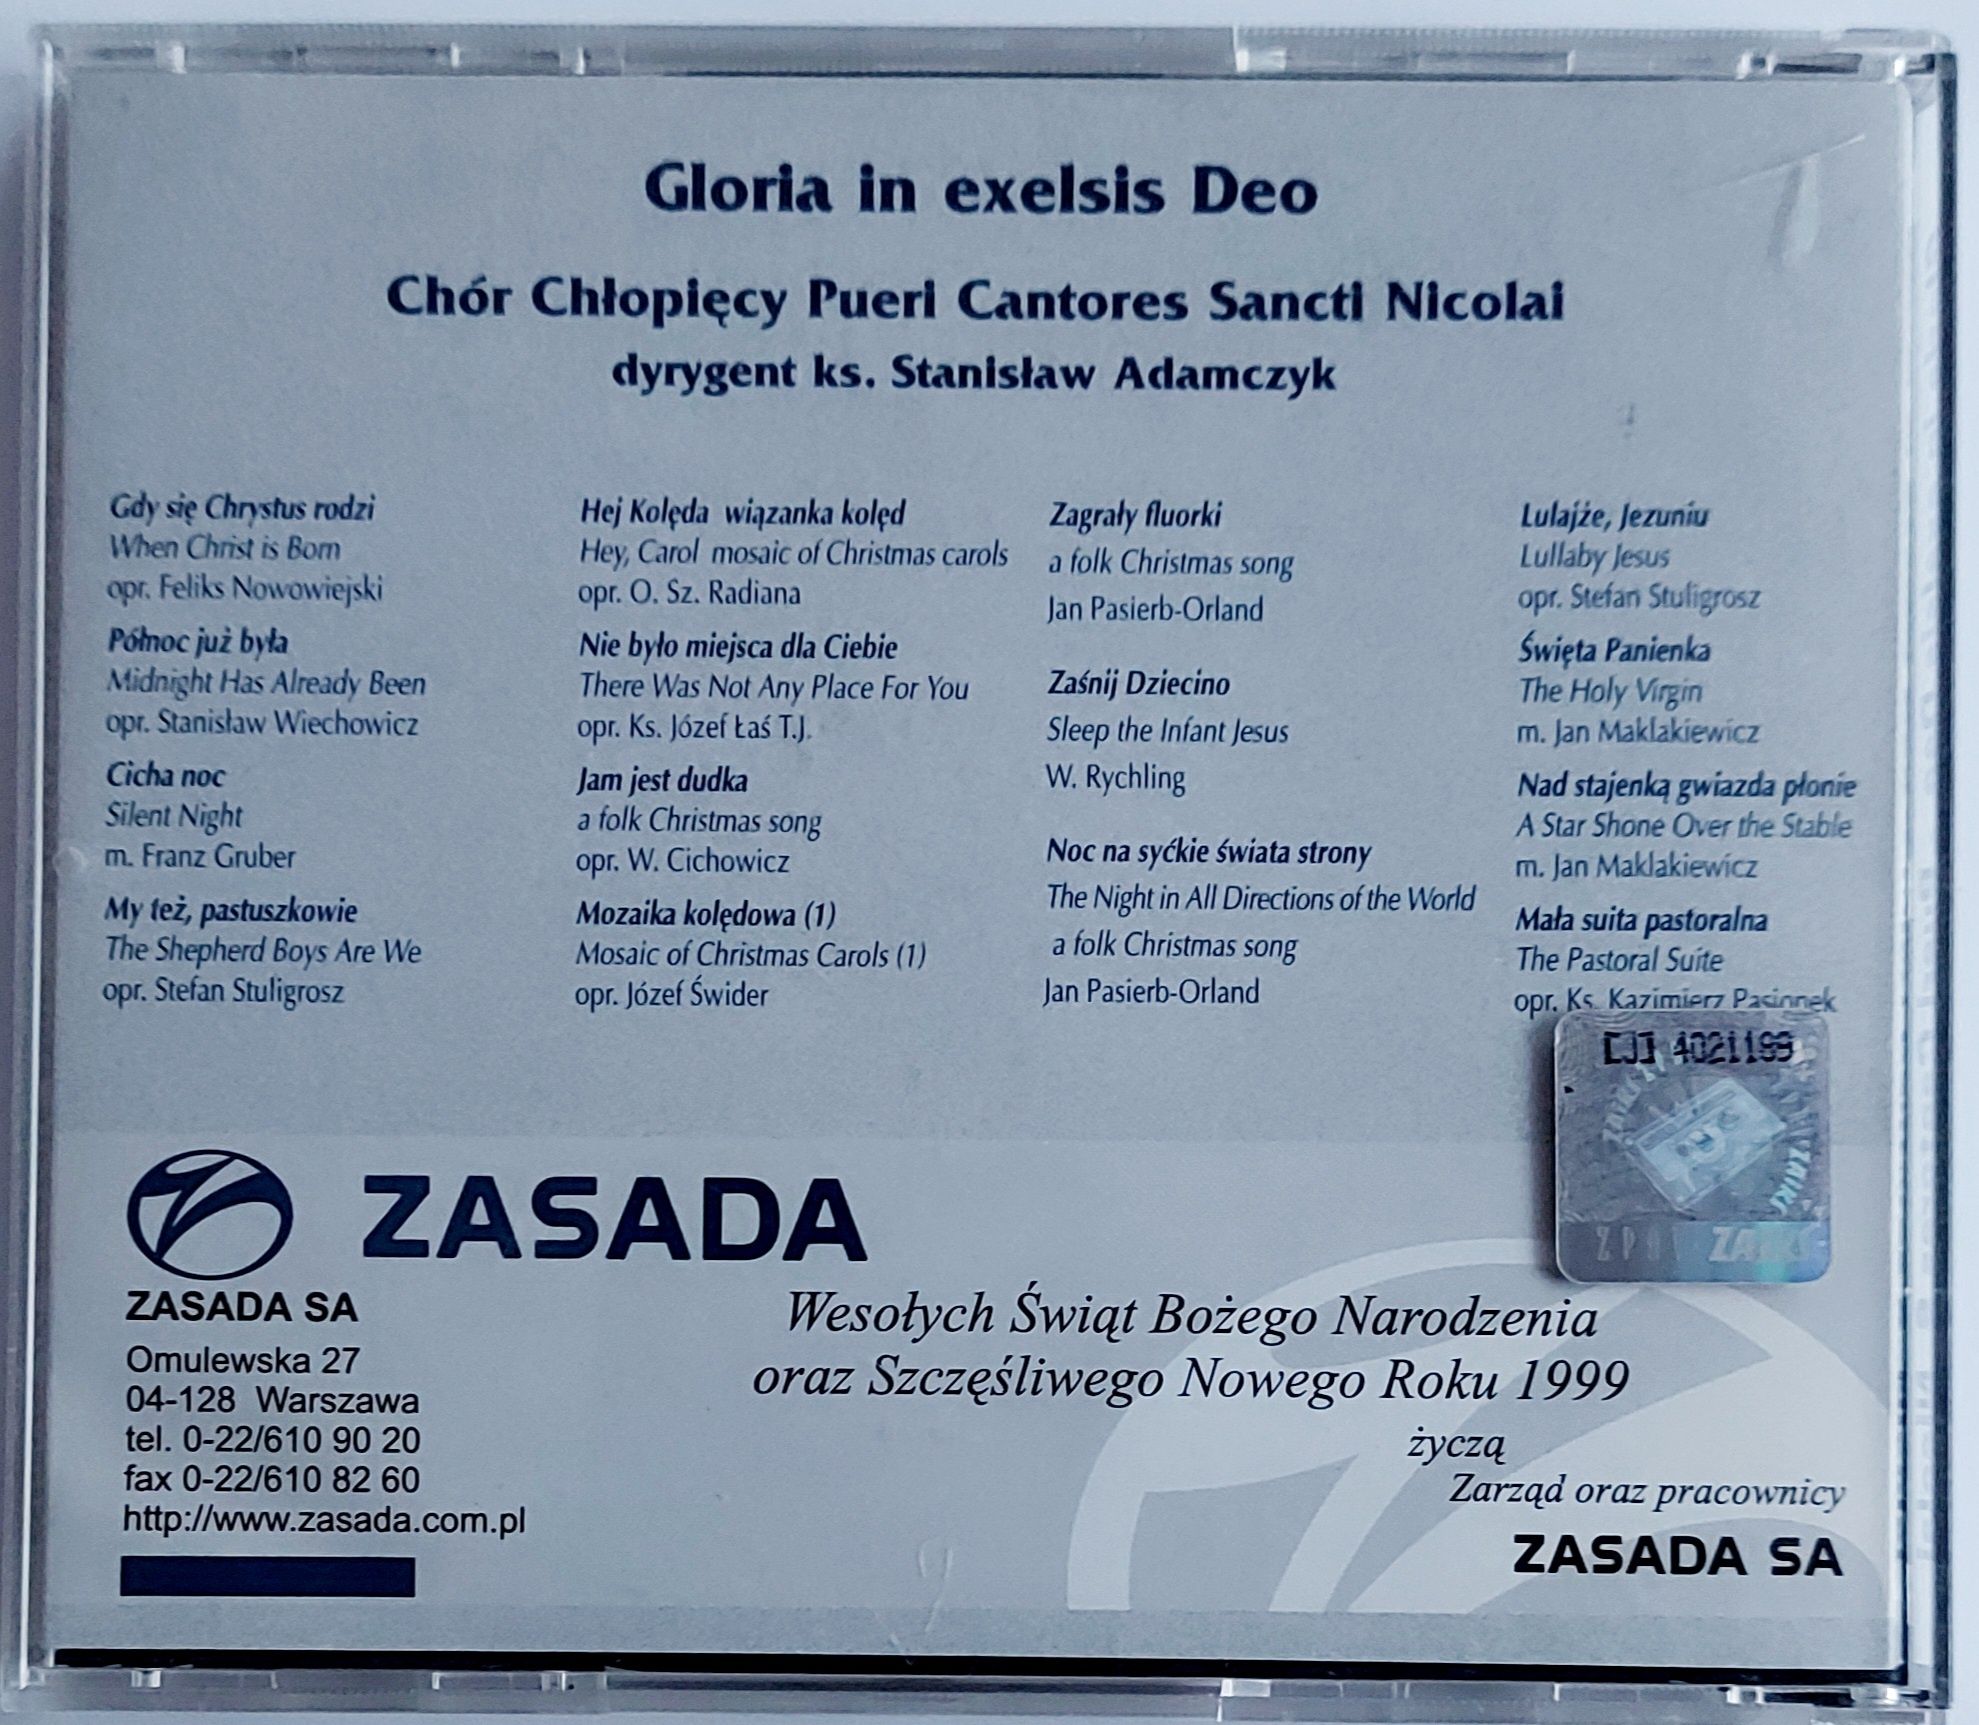 Gloria in exelsis Deo
Chór Chłopięcy Pueri Cantores Sancti Nicolai
dyrygent ks. Stanisław Adamczyk
Gdy się Chrystus rodzi
When Christ is Born
opr. Feliks Nowowiejski
Północ już była
Midnight Has Already Been
opr. Stanisław Wiechowicz
Cicha noc
Silent Night
m. Franz Gruber
My też, pastuszkowie
The Shepherd Boys Are We
opr. Stefan Stuligrosz
Hej Kolęda wiązanka kolęd
Hey, Carol mosaic of Christmas carols
opr. O. Sz. Radiana
Nie było miejsca dla Ciebie
There Was Not Any Place For You
opr. Ks. Józef Łaś T.J.
Jam jest dudka
a folk Christmas song
opr. W. Cichowicz
Mozaika kolędowa (1)
Mosaic of Christmas Carols (1)
opr. Józef Świder
Zagrały fluorki
a folk Christmas song
Jan Pasierb-Orland
Zaśnij Dziecino
Sleep the Infant Jesus
W. Rychling
Noc na syćkie świata strony
The Night in All Directions of the World
a folk Christmas song
Jan Pasierb-Orland
Lulajże, Jezuniu
Lullaby Jesus
opr. Stefan Stuligrosz
Święta Panienka
The Holy Virgin
m. Jan Maklakiewicz
Nad stajenką gwiazda płonie
A Star Shone Over the Stable
m. Jan Maklakiewicz
Mała suita pastoralna
The Pastoral Suite
opr. Ks. Kazimierz Pasionek
4021199
ZAIKS
ZASADA
ZASADA SA
Omulewska 27
04-128 Warszawa
tel. 0-22/610 90 20
fax 0-22/610 82 60
http://www.zasada.com.pl
Wesołych Świąt Bożego Narodzenia
oraz Szczęśliwego Nowego Roku 1999
życzą
Zarząd oraz pracownicy
ZASADA SA